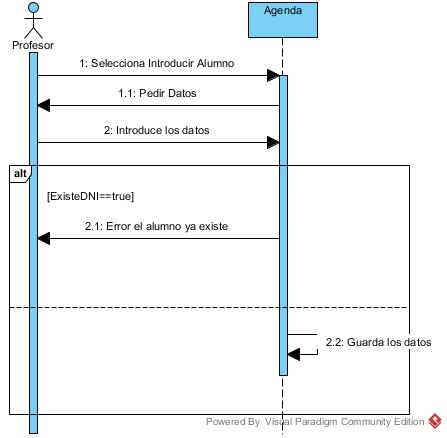 Agenda
Profesor
1: Selecciona Introducir Alumno
1.1: Pedir Datos
2: Introduce los datos
alt
[ExisteDNI==true]
2.1: Error el alumno ya existe
2.2: Guarda los datos
Powered By Visual Paradigm Community Edition